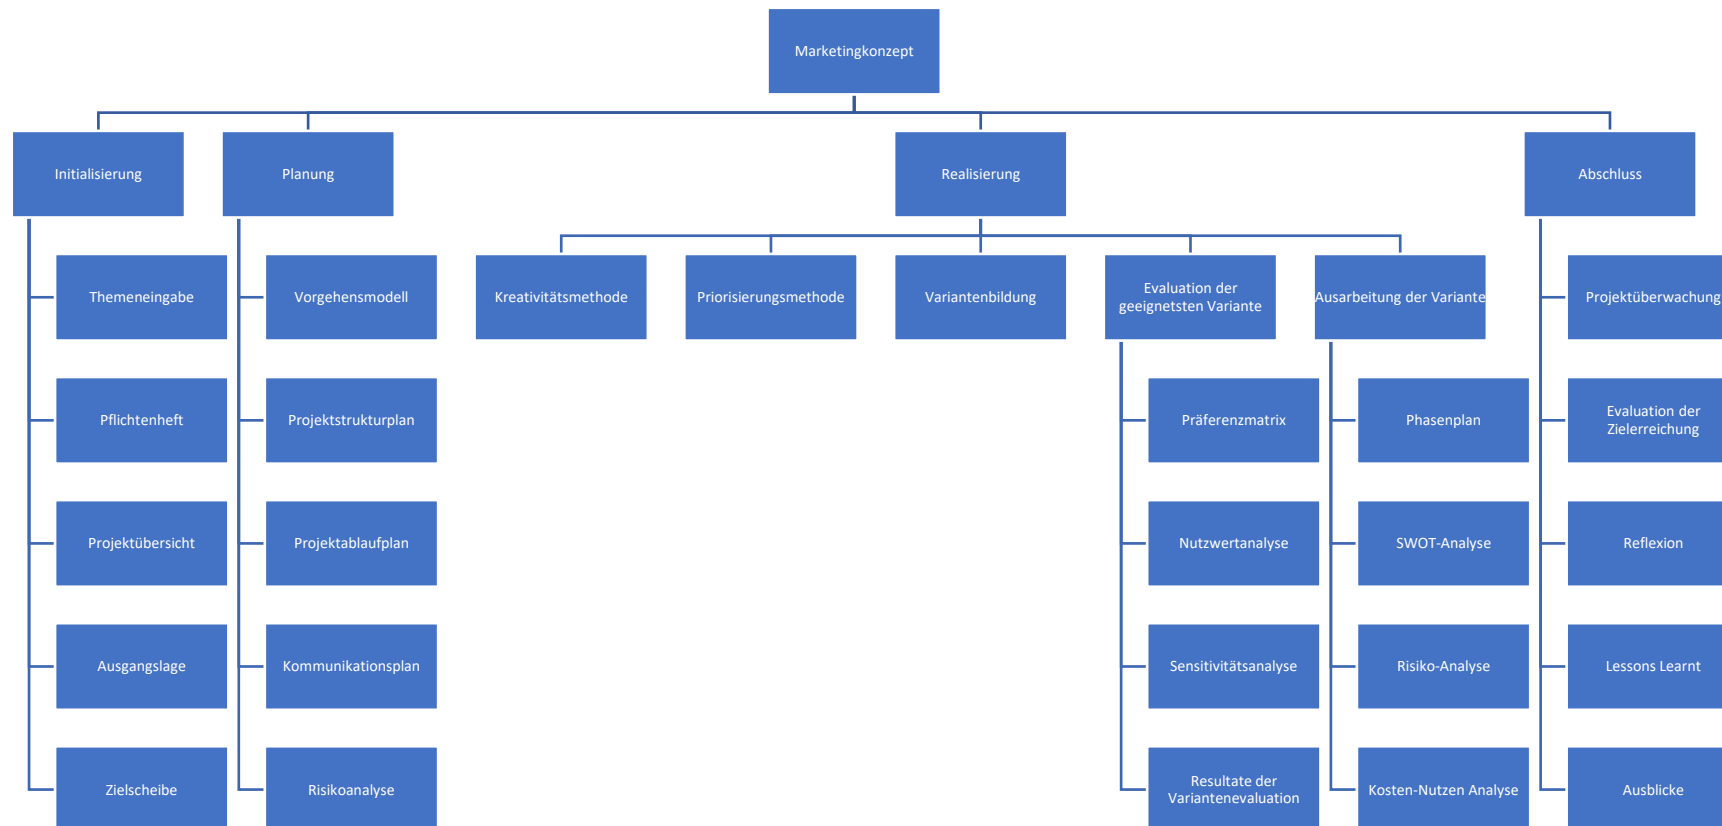 Marketingkonzept
Initialisierung
Planung
Realisierung
Abschluss
Themeneingabe
Vorgehensmodell
Kreativitätsmethode
Priorisierungsmethode
Variantenbildung
Evaluation der
geeignetsten Variante
Ausarbeitung der Variante
Projektüberwachung
Pflichtenheft
Projektstrukturplan
Präferenzmatrix
Phasenplan
Evaluation der
Zielerreichung
Projektübersicht
Projektablaufplan
Nutzwertanalyse
SWOT-Analyse
Reflexion
Ausgangslage
Kommunikationsplan
Sensitivitätsanalyse
Risiko-Analyse
Lessons Learnt
Zielscheibe
Risikoanalyse
Resultate der
Variantenevaluation
Kosten-Nutzen Analyse
Ausblicke